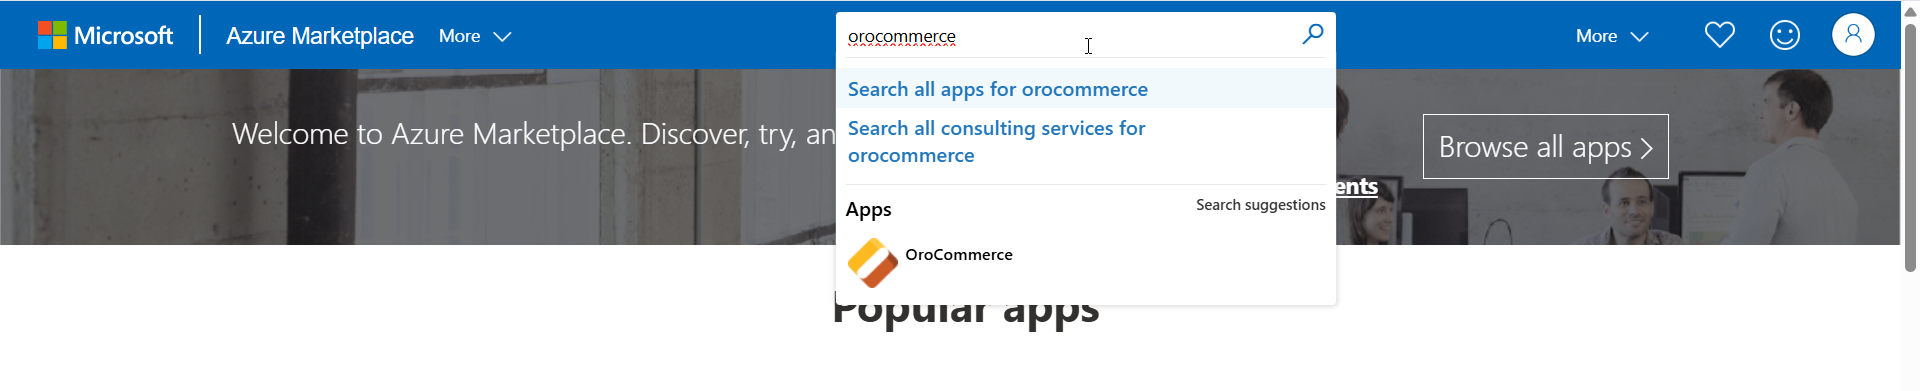 Microsoft
Azure Marketplace
More
orocommerce
More
Search all apps for orocommerce
Search all consulting services for
orocommerce
Welcome to Azure Marketplace. Discover, try, an
Browse all apps
ents
Apps
Search suggestions
OroCommerce
Popular apps